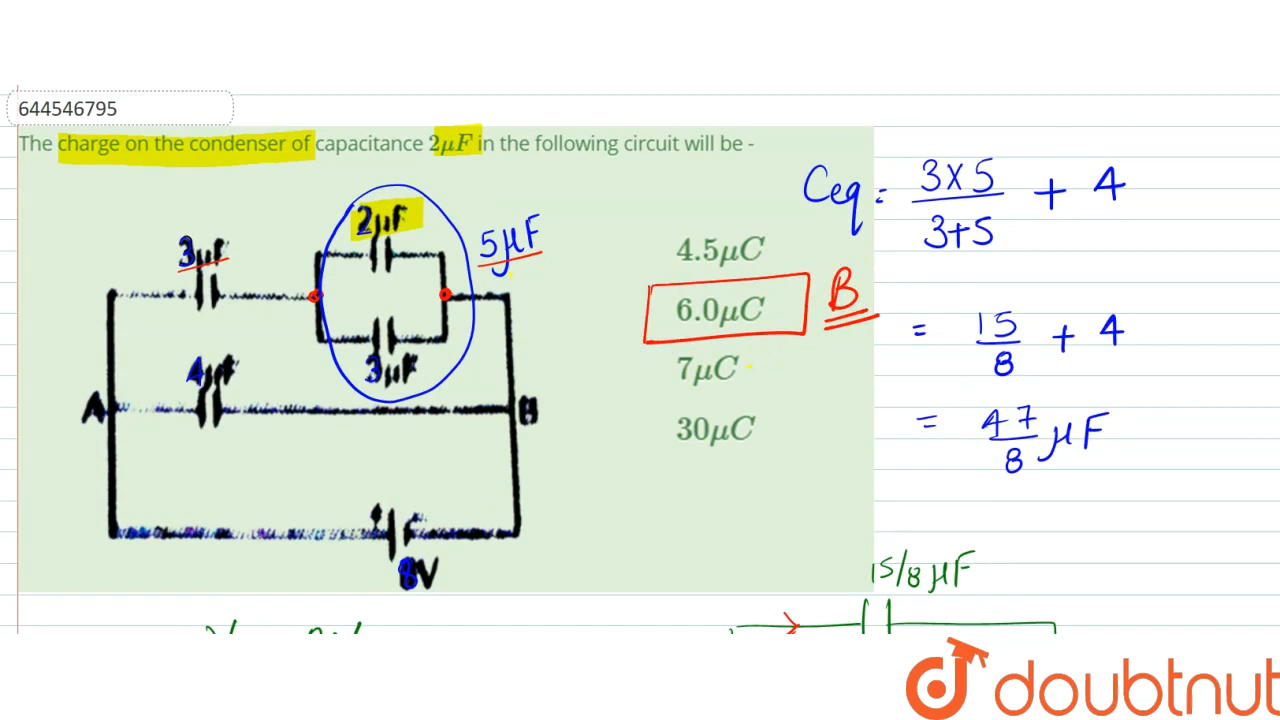 644546795
The charge on the condenser of capacitance 2μF in the following circuit will be -
2μF
3μF
5μF
3μF
4μF
A
B
8V
4.5μC
6.0μC
B
7μC
30μC
Ceq = 3×5/3+5 + 4
= 15/8 + 4
= 47/8 μF
15/8 μF
doubtnut